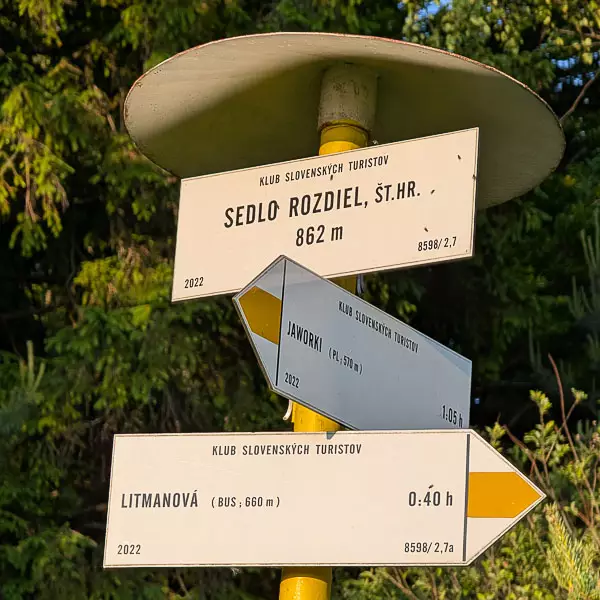 KLUB SLOVENSKÝCH TURISTOV
SEDLO ROZDIEL, ŠT.HR.
862 m
2022 8598/2,7
KLUB SLOVENSKÝCH TURISTOV
JAWORKI (PL; 570 m)
2022 1:05 h
KLUB SLOVENSKÝCH TURISTOV
LITMANOVÁ (BUS; 660 m) 0:40 h
2022 8598/2,7a